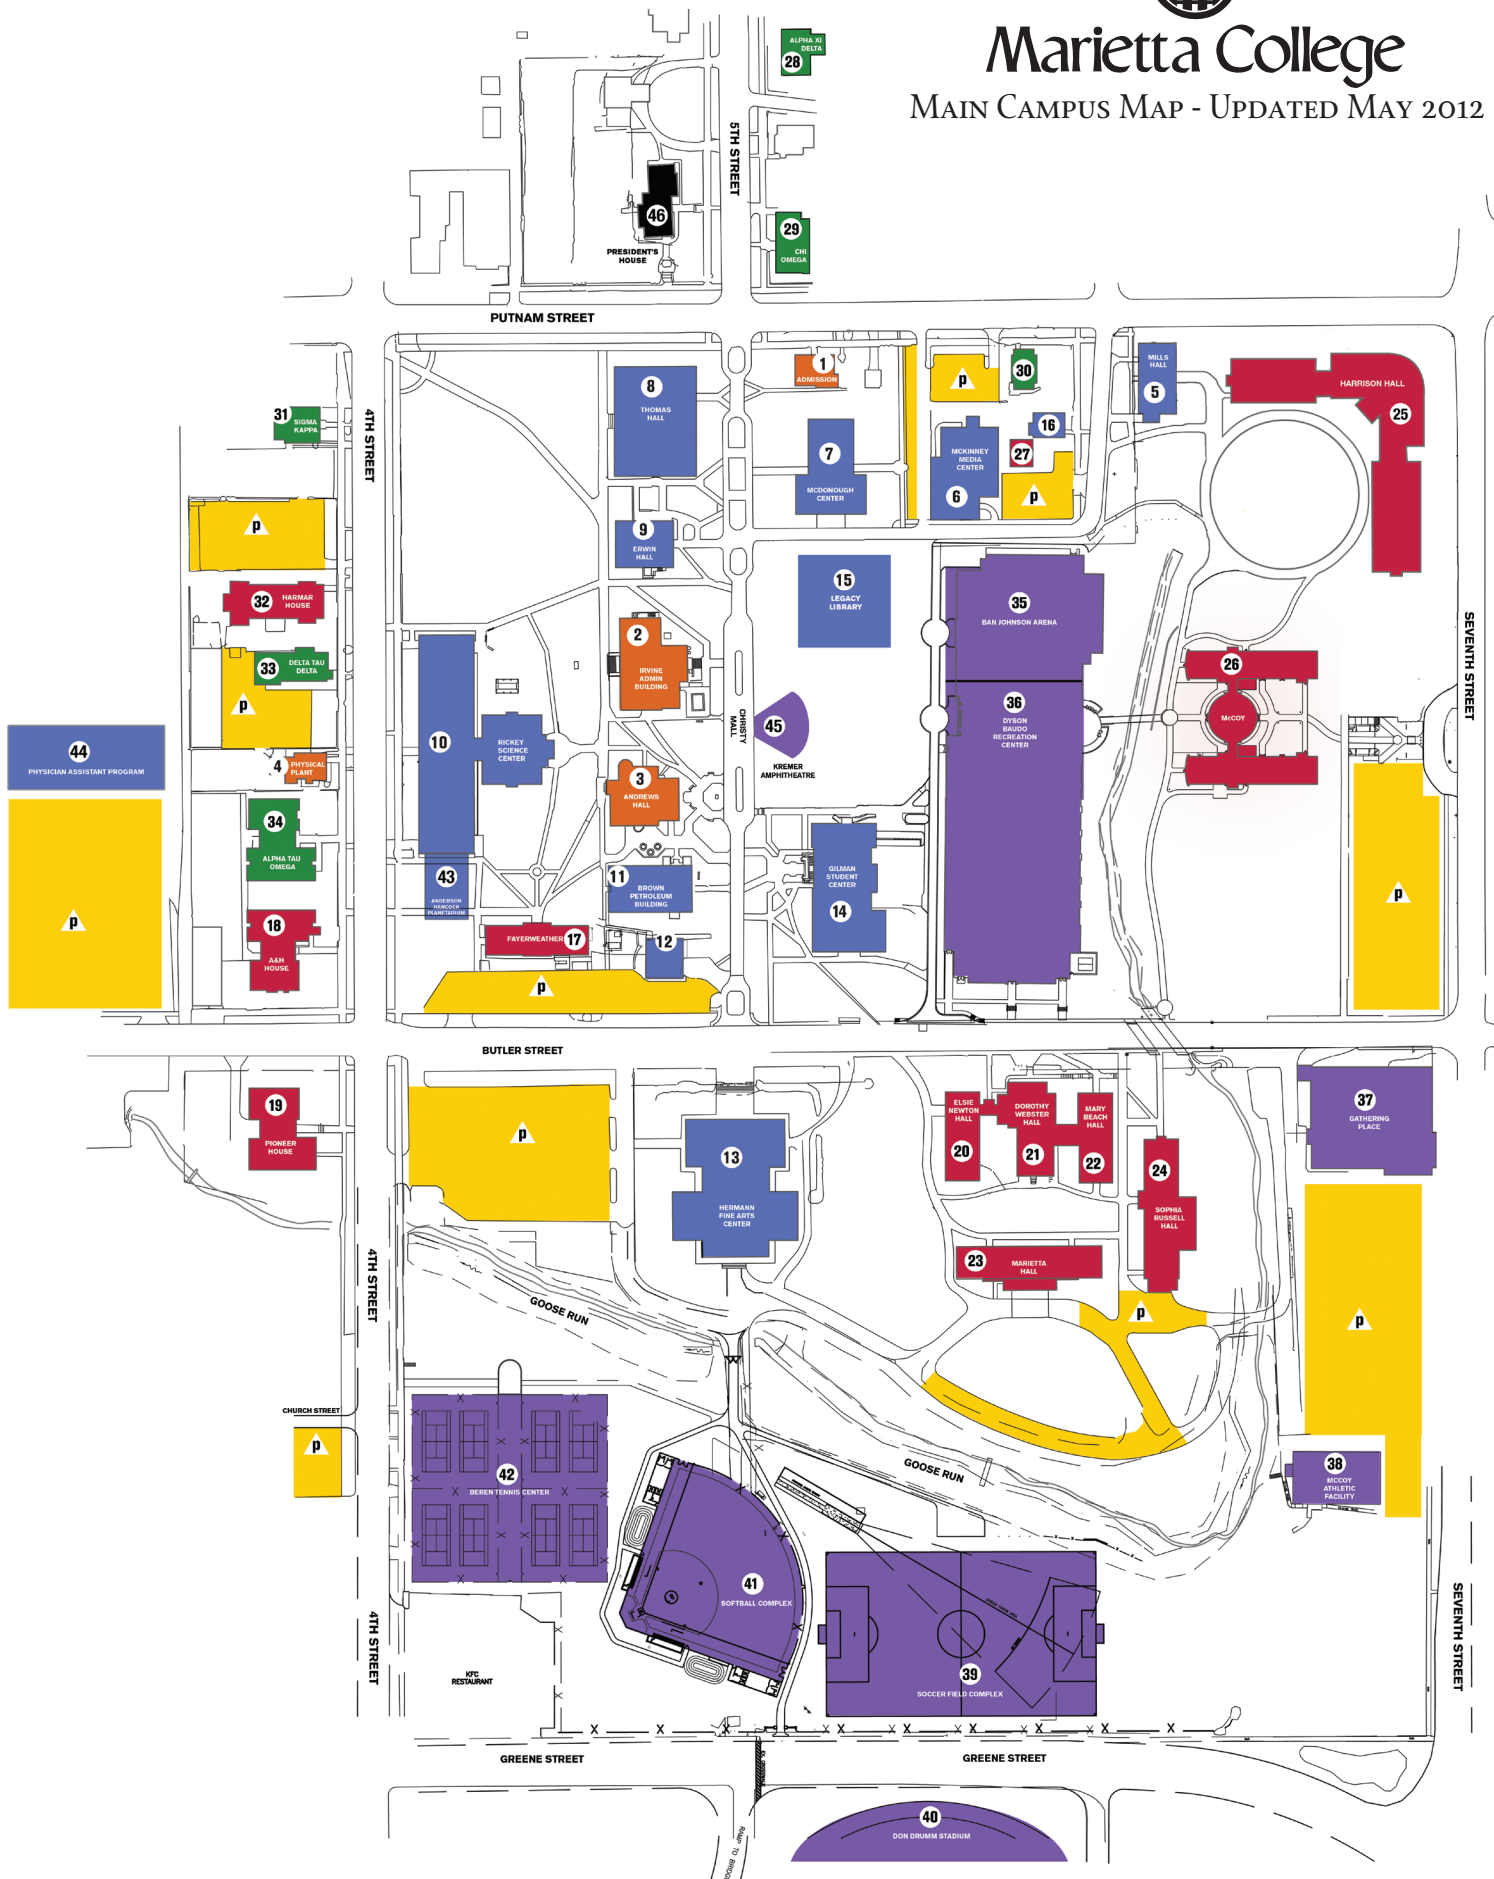 Marietta College
Main Campus Map - Updated May 2012
ALPHA XI
DELTA
28
5TH STREET
46
PRESIDENT'S
HOUSE
29
CHI
OMEGA
PUTNAM STREET
1
ADMISSION
8
THOMAS
HALL
P
30
MILLS
HALL
5
HARRISON HALL
25
31
SIGMA
KAPPA
4TH STREET
7
MCDONOUGH
CENTER
16
MCKINNEY
MEDIA
CENTER
6
27
P
P
9
ERWIN
HALL
15
LEGACY
LIBRARY
32
HARMAR
HOUSE
35
BAN JOHNSON ARENA
SEVENTH STREET
2
IRVINE
ADMIN
BUILDING
33
DELTA TAU
DELTA
P
26
McCOY
36
DYSON
BAUDO
RECREATION
CENTER
45
KREMER
AMPHITHEATRE
CHRISTY
MALL
10
RICKEY
SCIENCE
CENTER
44
PHYSICIAN ASSISTANT PROGRAM
4
PHYSICAL
PLANT
3
ANDREWS
HALL
34
ALPHA TAU
OMEGA
43
ANDERSON
HANCOCK
PLANETARIUM
11
BROWN
PETROLEUM
BUILDING
GILMAN
STUDENT
CENTER
14
P
P
18
A&H
HOUSE
FAYERWEATHER
17
12
P
BUTLER STREET
19
PIONEER
HOUSE
P
13
HERMANN
FINE ARTS
CENTER
ELSIE
NEWTON
HALL
20
DOROTHY
WEBSTER
HALL
21
MARY
BEACH
HALL
22
24
SOPHIA
RUSSELL
HALL
37
GATHERING
PLACE
23
MARIETTA
HALL
4TH STREET
GOOSE RUN
P
P
CHURCH STREET
P
42
BEREN TENNIS CENTER
GOOSE RUN
38
MCCOY
ATHLETIC
FACILITY
41
SOFTBALL COMPLEX
4TH STREET
SEVENTH STREET
KFC
RESTAURANT
39
SOCCER FIELD COMPLEX
GREENE STREET
GREENE STREET
40
DON DRUMM STADIUM
RAMP TO